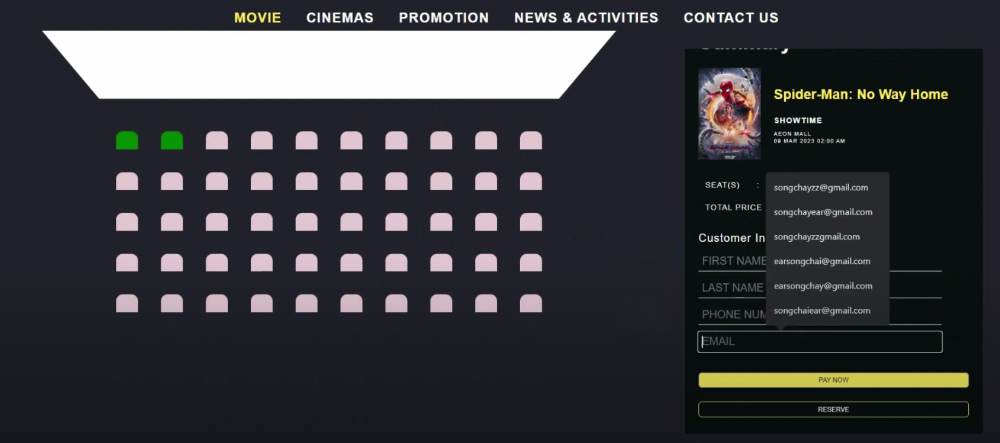 MOVIE CINEMAS PROMOTION NEWS & ACTIVITIES CONTACT US
Spider-Man: No Way Home
SHOWTIME
AEON MALL
09 MAR 2023 02:00 AM
SEAT(S) :
TOTAL PRICE
songchayzz@gmail.com
songchayear@gmail.com
songchayzzgmail.com
earsongchai@gmail.com
earsongchay@gmail.com
songchaiear@gmail.com
Customer In
FIRST NAME
LAST NAME
PHONE NUM
EMAIL
PAY NOW
RESERVE